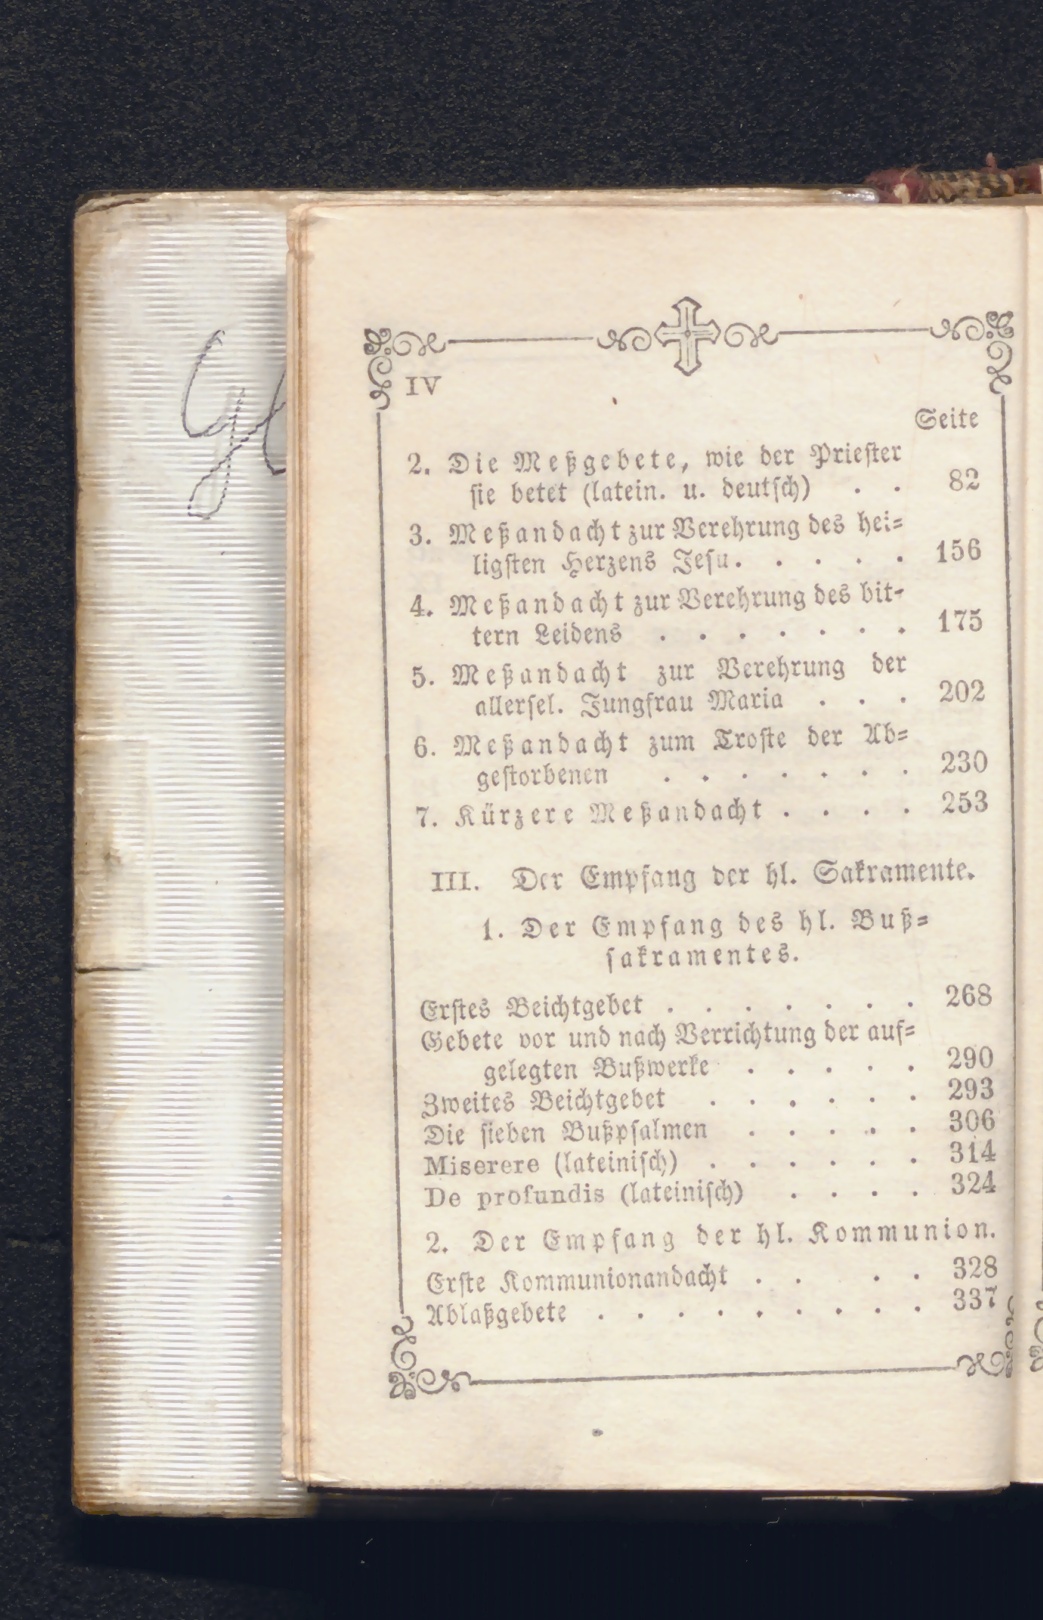 IV
Seite
2. Die Meßgebete, wie der Priester
sie betet (latein. u. deutsch) . . 82
3. Meßandacht zur Verehrung des hei-
ligsten Herzens Jesu. . . . . 156
4. Meßandacht zur Verehrung des bit-
tern Leidens . . . . . . . 175
5. Meßandacht zur Verehrung der
allersel. Jungfrau Maria . . . 202
6. Meßandacht zum Troste der Ab-
gestorbenen . . . . . . . 230
7. Kürzere Meßandacht . . . . 253
III. Der Empfang der hl. Sakramente.
1. Der Empfang des hl. Buß-
sakramentes.
Erstes Beichtgebet . . . . . . . 268
Gebete vor und nach Verrichtung der auf-
gelegten Bußwerke . . . . . 290
Zweites Beichtgebet . . . . . . 293
Die sieben Bußpsalmen . . . . . 306
Miserere (lateinisch) . . . . . . 314
De profundis (lateinisch) . . . . 324
2. Der Empfang der hl. Kommunion.
Erste Kommunionandacht . . . . 328
Ablaßgebete . . . . . . . . . 337